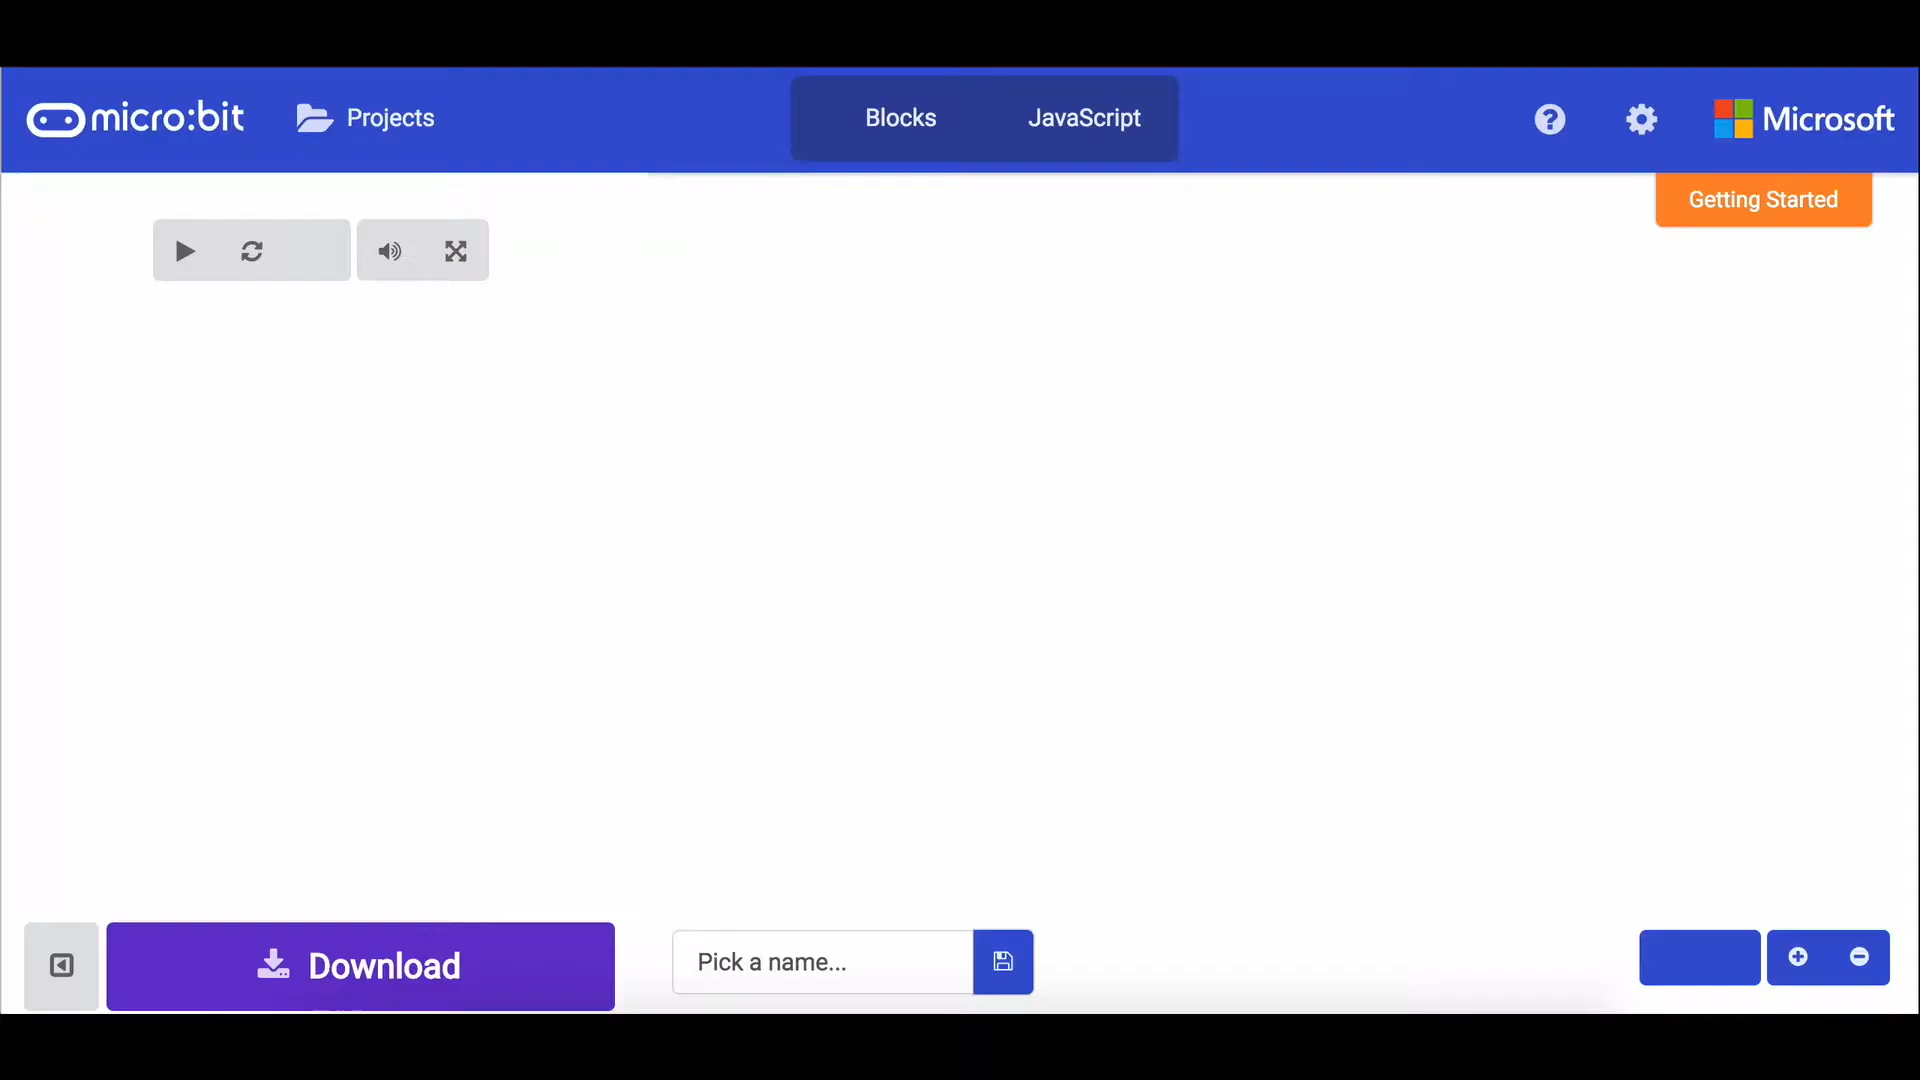 micro:bit
Projects
Blocks
JavaScript
Microsoft
Getting Started
Download
Pick a name...